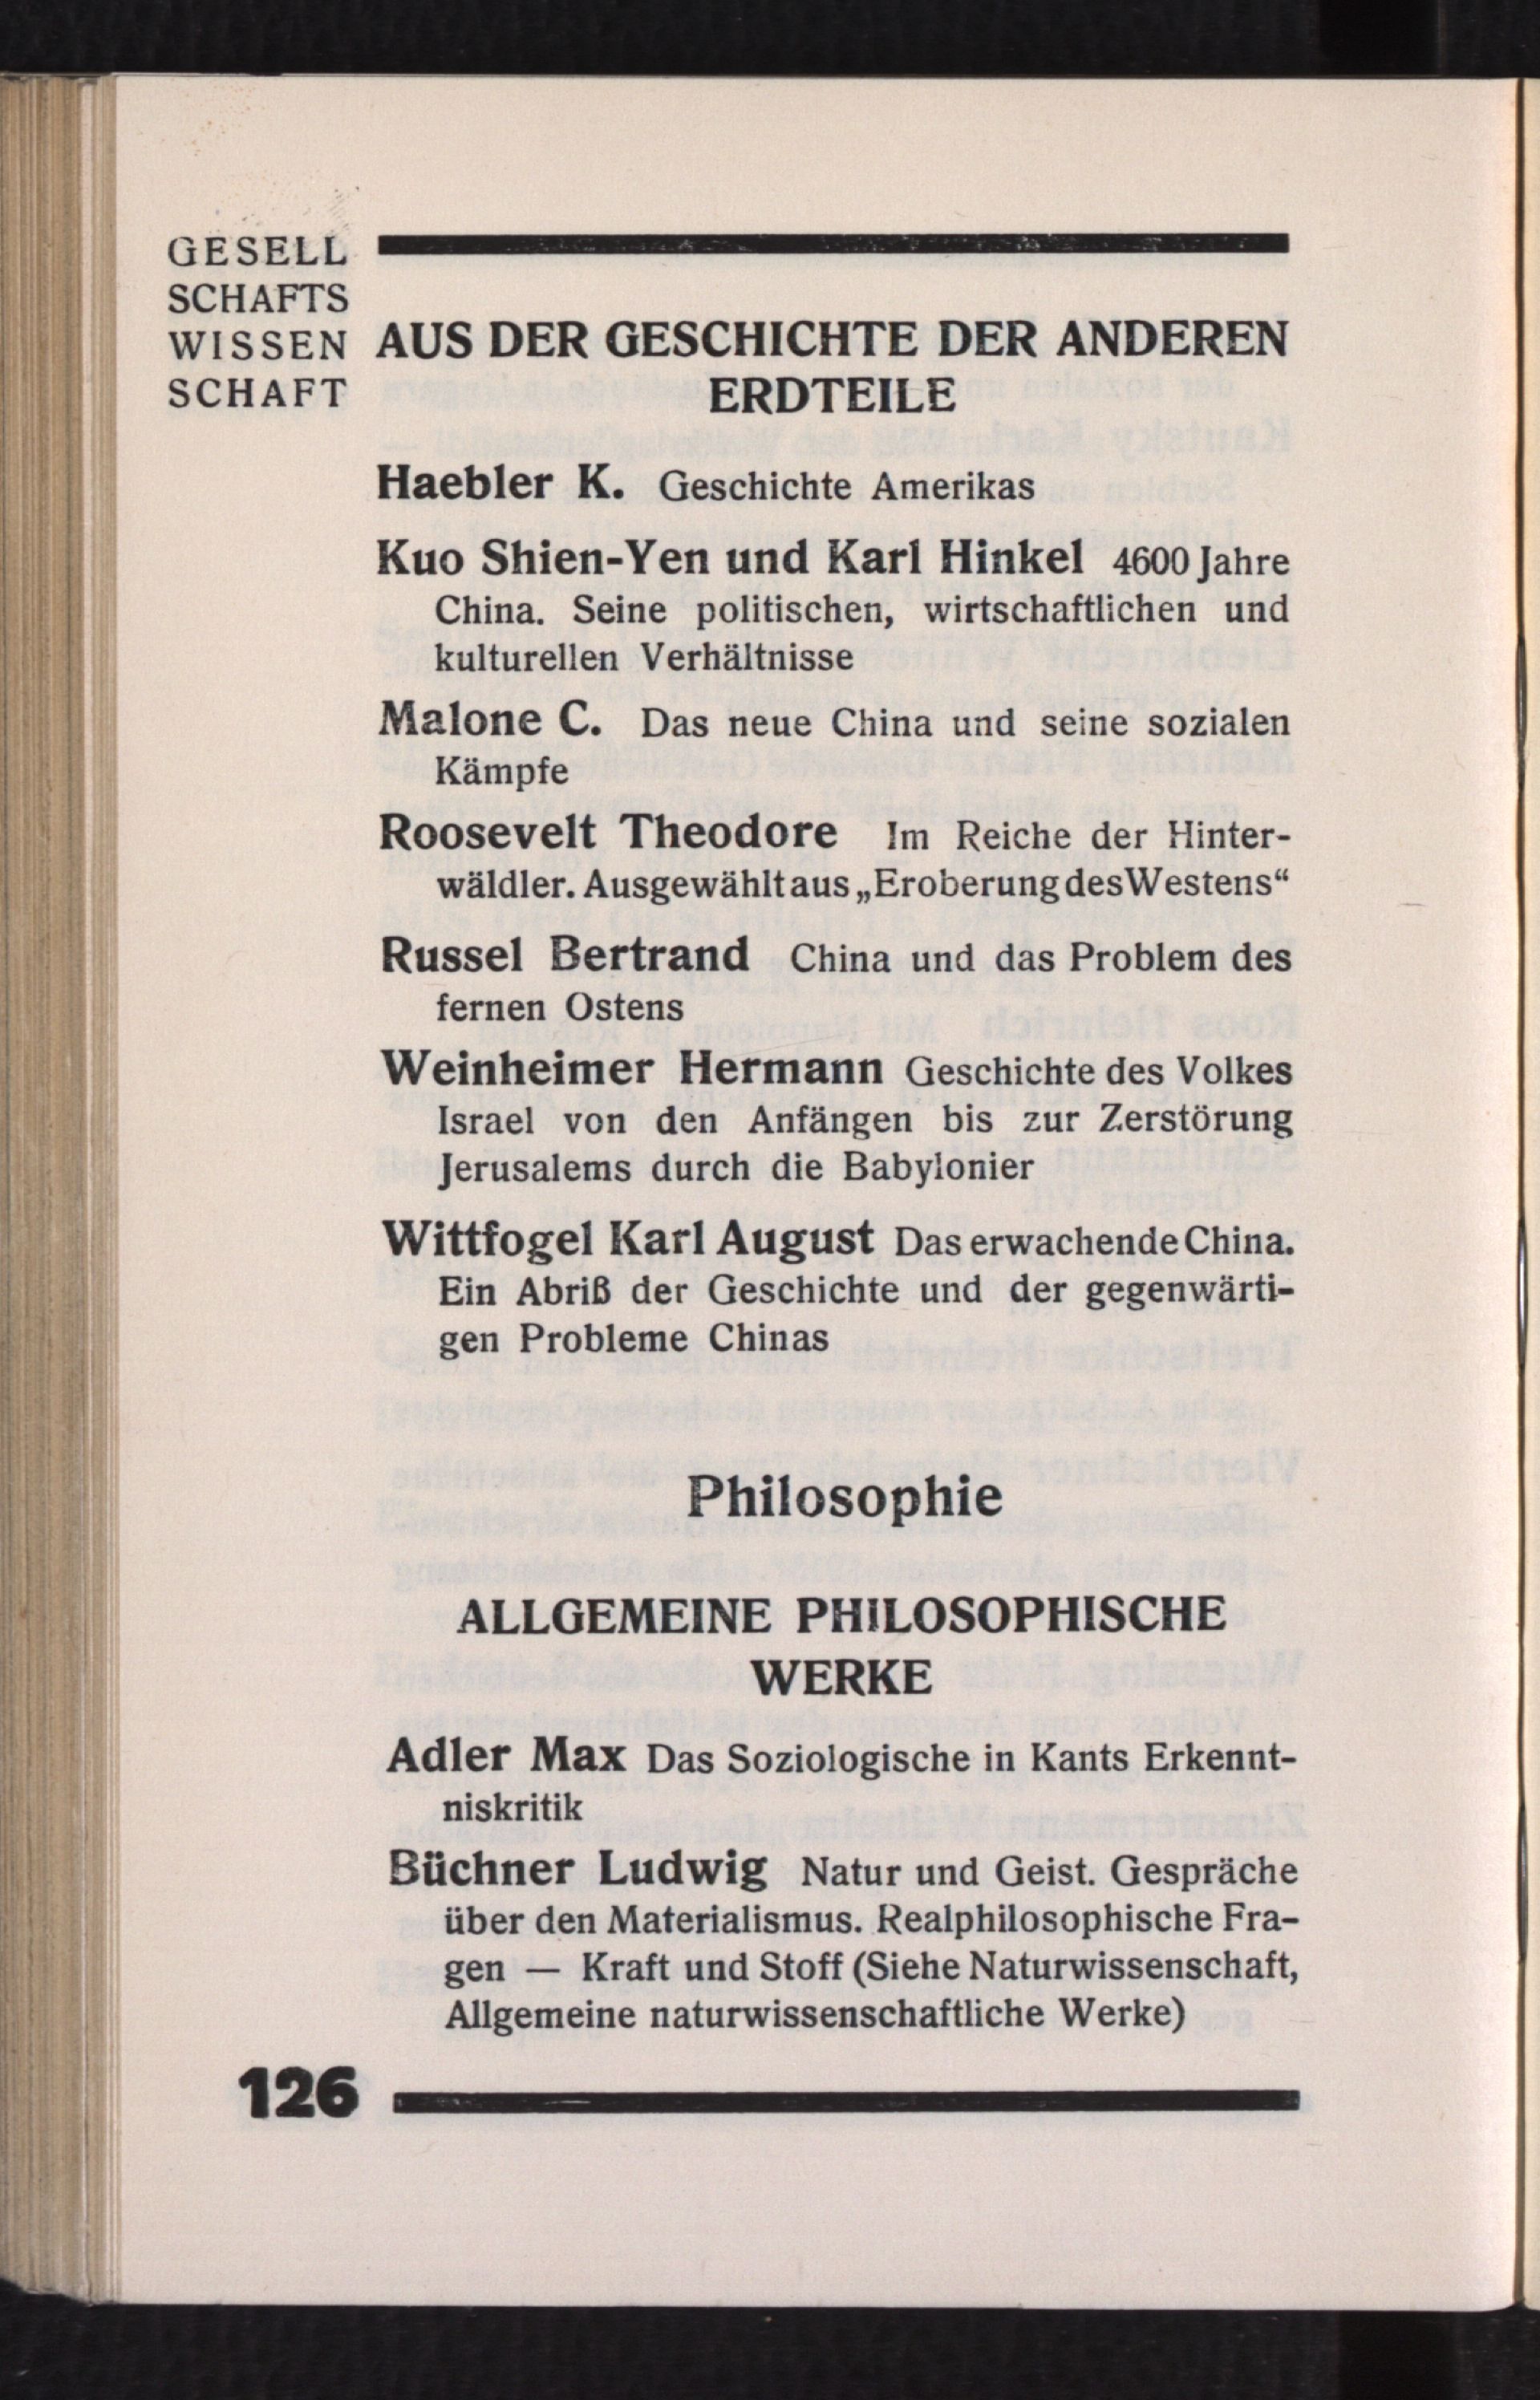 GESELL
SCHAFTS
WISSEN
SCHAFT
AUS DER GESCHICHTE DER ANDEREN
ERDTEILE
Haebler K. Geschichte Amerikas
Kuo Shien-Yen und Karl Hinkel 4600 Jahre
China. Seine politischen, wirtschaftlichen und
kulturellen Verhältnisse
Malone C. Das neue China und seine sozialen
Kämpfe
Roosevelt Theodore Im Reiche der Hinter-
wäldler. Ausgewählt aus „Eroberung des Westens“
Russel Bertrand China und das Problem des
fernen Ostens
Weinheimer Hermann Geschichte des Volkes
Israel von den Anfängen bis zur Zerstörung
Jerusalems durch die Babylonier
Wittfogel Karl August Das erwachende China.
Ein Abriß der Geschichte und der gegenwärti-
gen Probleme Chinas
Philosophie
ALLGEMEINE PHILOSOPHISCHE
WERKE
Adler Max Das Soziologische in Kants Erkennt-
niskritik
Büchner Ludwig Natur und Geist. Gespräche
über den Materialismus. Realphilosophische Fra-
gen — Kraft und Stoff (Siehe Naturwissenschaft,
Allgemeine naturwissenschaftliche Werke)
126